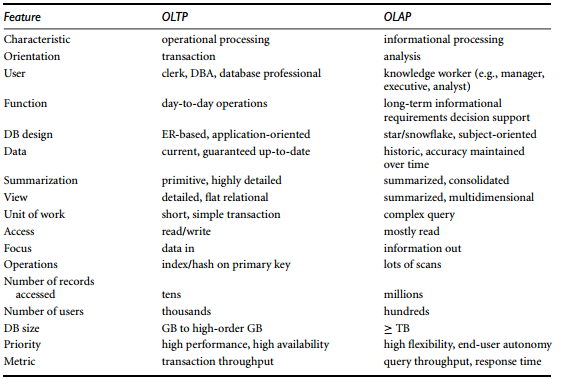 Feature OLTP OLAP
Characteristic operational processing informational processing
Orientation transaction analysis
User clerk, DBA, database professional knowledge worker (e.g., manager,
executive, analyst)
Function day-to-day operations long-term informational
requirements decision support
DB design ER-based, application-oriented star/snowflake, subject-oriented
Data current, guaranteed up-to-date historic, accuracy maintained
over time
Summarization primitive, highly detailed summarized, consolidated
View detailed, flat relational summarized, multidimensional
Unit of work short, simple transaction complex query
Access read/write mostly read
Focus data in information out
Operations index/hash on primary key lots of scans
Number of records
accessed tens millions
Number of users thousands hundreds
DB size GB to high-order GB ≥ TB
Priority high performance, high availability high flexibility, end-user autonomy
Metric transaction throughput query throughput, response time